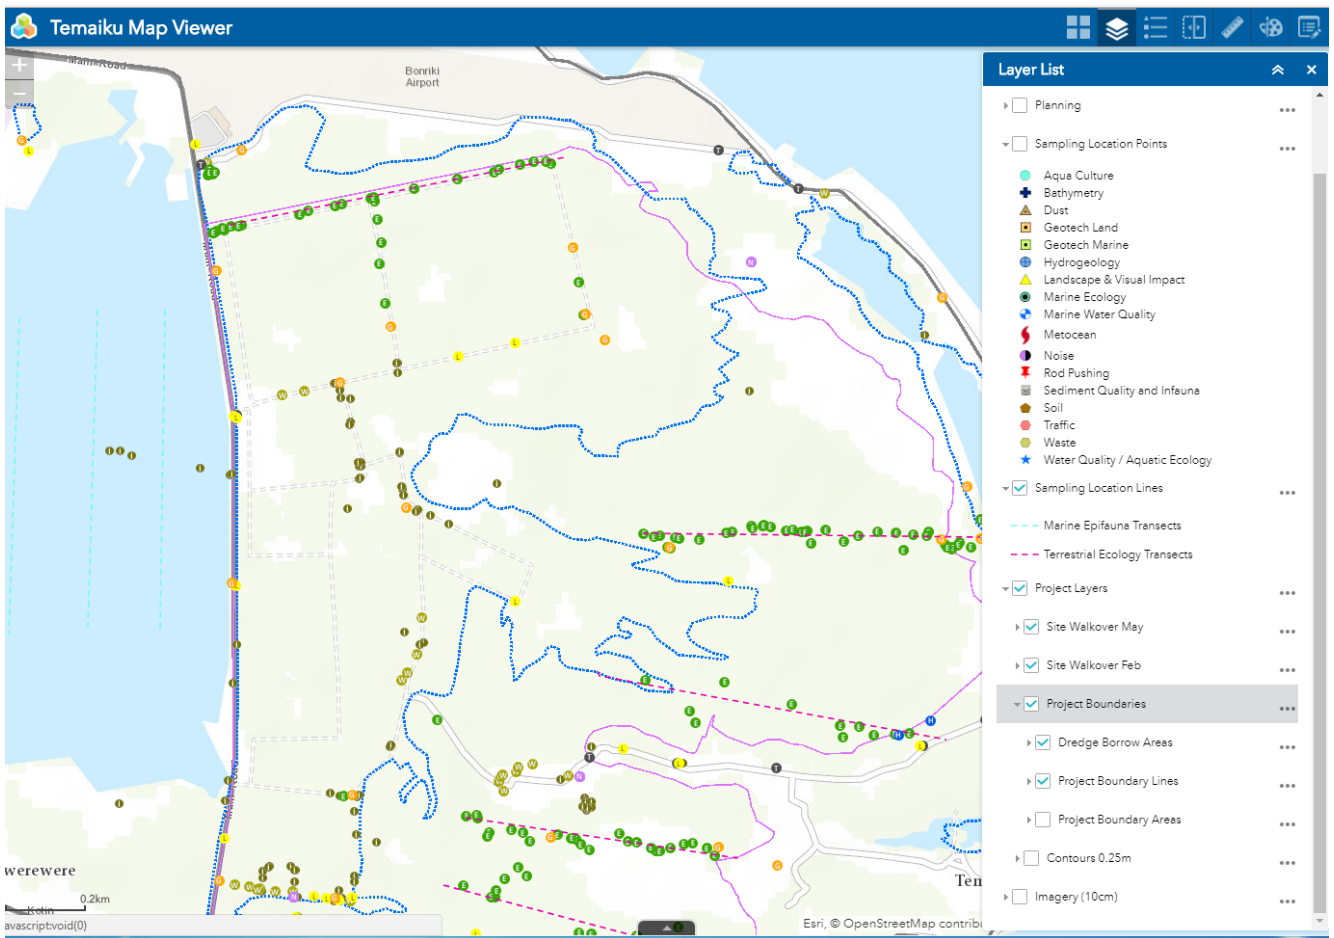 Temaiku Map Viewer
Layer List
Main Road
Bonriki
Airport
Planning
Sampling Location Points
Aqua Culture
Bathymetry
Dust
Geotech Land
Geotech Marine
Hydrogeology
Landscape & Visual Impact
Marine Ecology
Marine Water Quality
Metocean
Noise
Rod Pushing
Sediment Quality and Infauna
Soil
Traffic
Waste
Water Quality / Aquatic Ecology
Sampling Location Lines
Marine Epifauna Transects
Terrestrial Ecology Transects
Project Layers
Site Walkover May
Site Walkover Feb
Project Boundaries
Dredge Borrow Areas
Project Boundary Lines
Project Boundary Areas
Contours 0.25m
Imagery (10cm)
werewere
Tem
0.2km
avascript:void(0)
Esri, © OpenStreetMap contribu